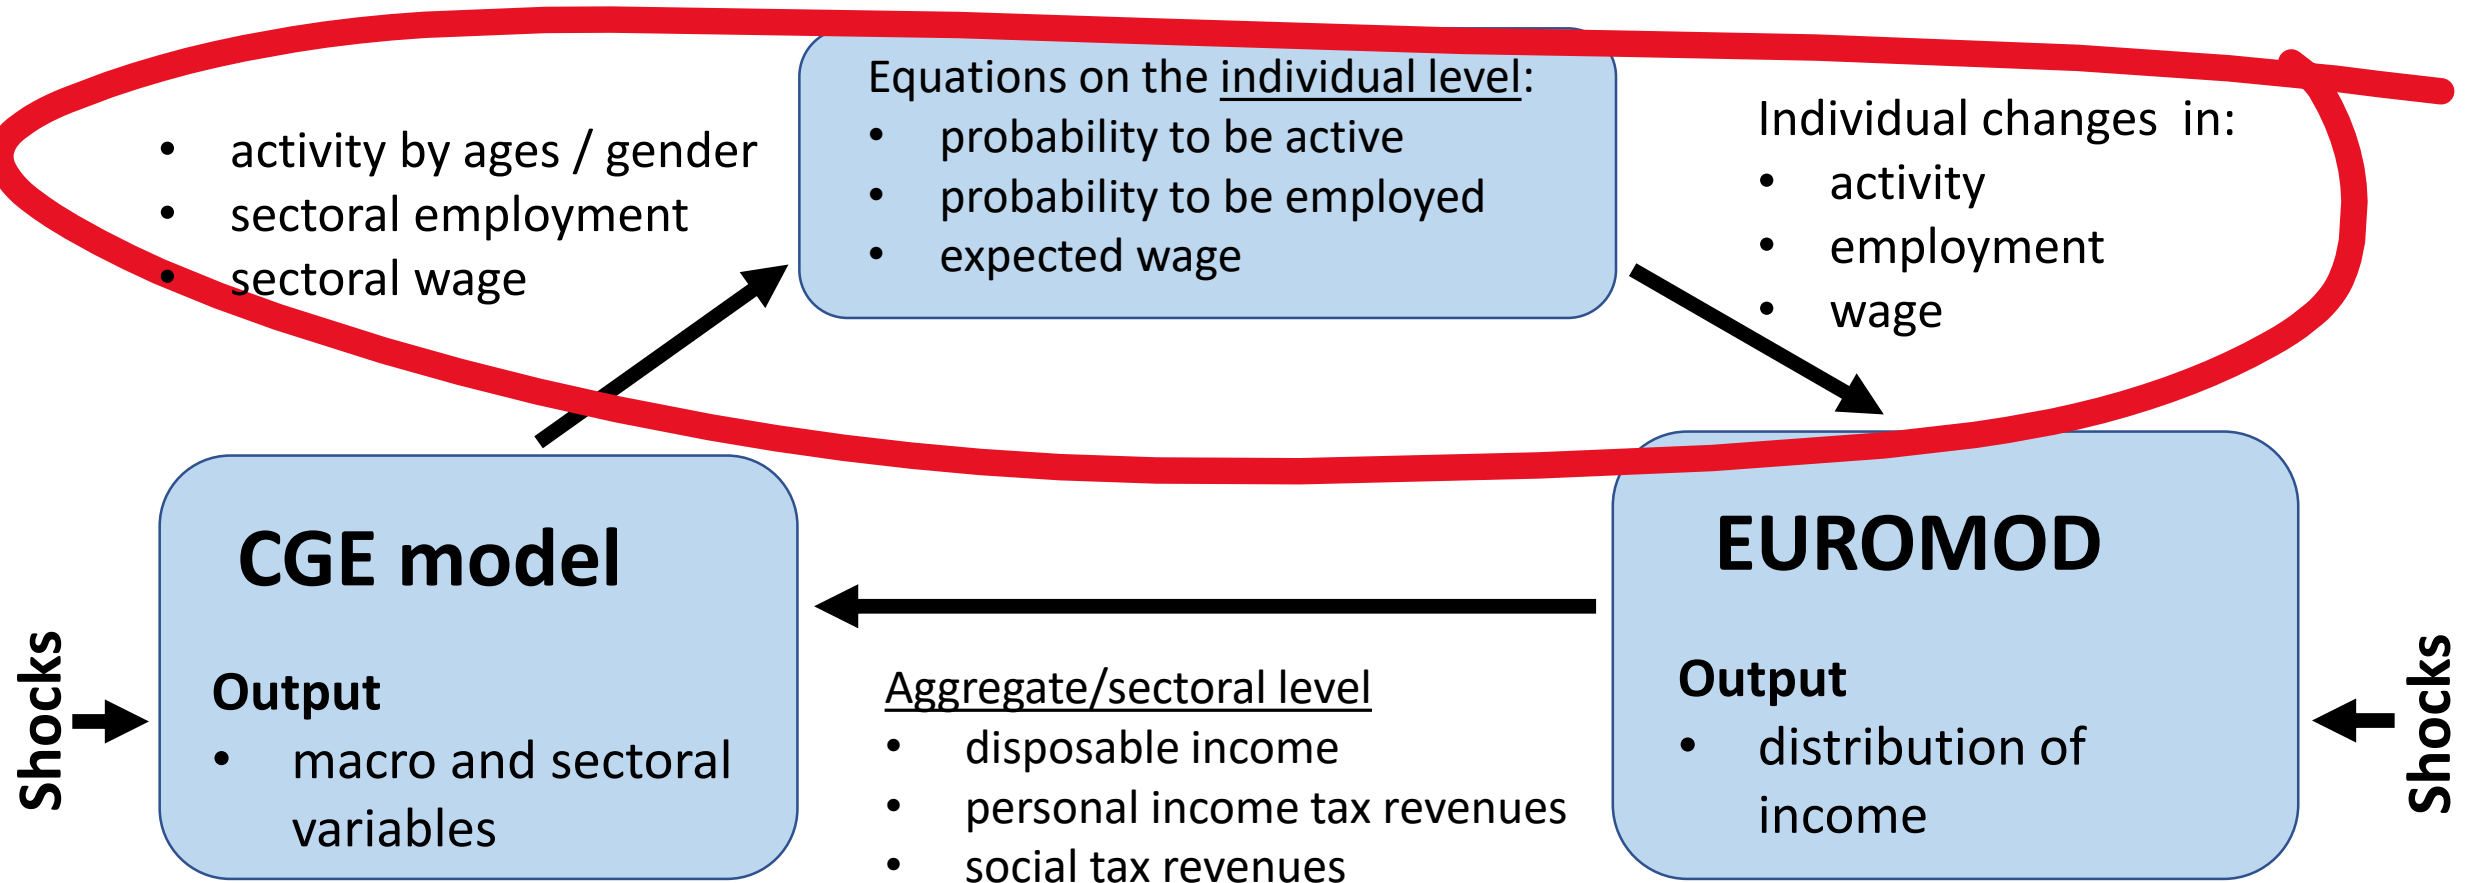 Equations on the individual level:
• probability to be active
• probability to be employed
• expected wage
• activity by ages / gender
• sectoral employment
• sectoral wage
Individual changes in:
• activity
• employment
• wage
CGE model
Output
• macro and sectoral
variables
Shocks
Aggregate/sectoral level
• disposable income
• personal income tax revenues
• social tax revenues
EUROMOD
Output
• distribution of
income
Shocks